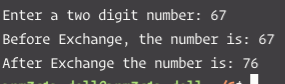 Enter a two digit number: 67
Before Exchange, the number is: 67
After Exchange the number is: 76